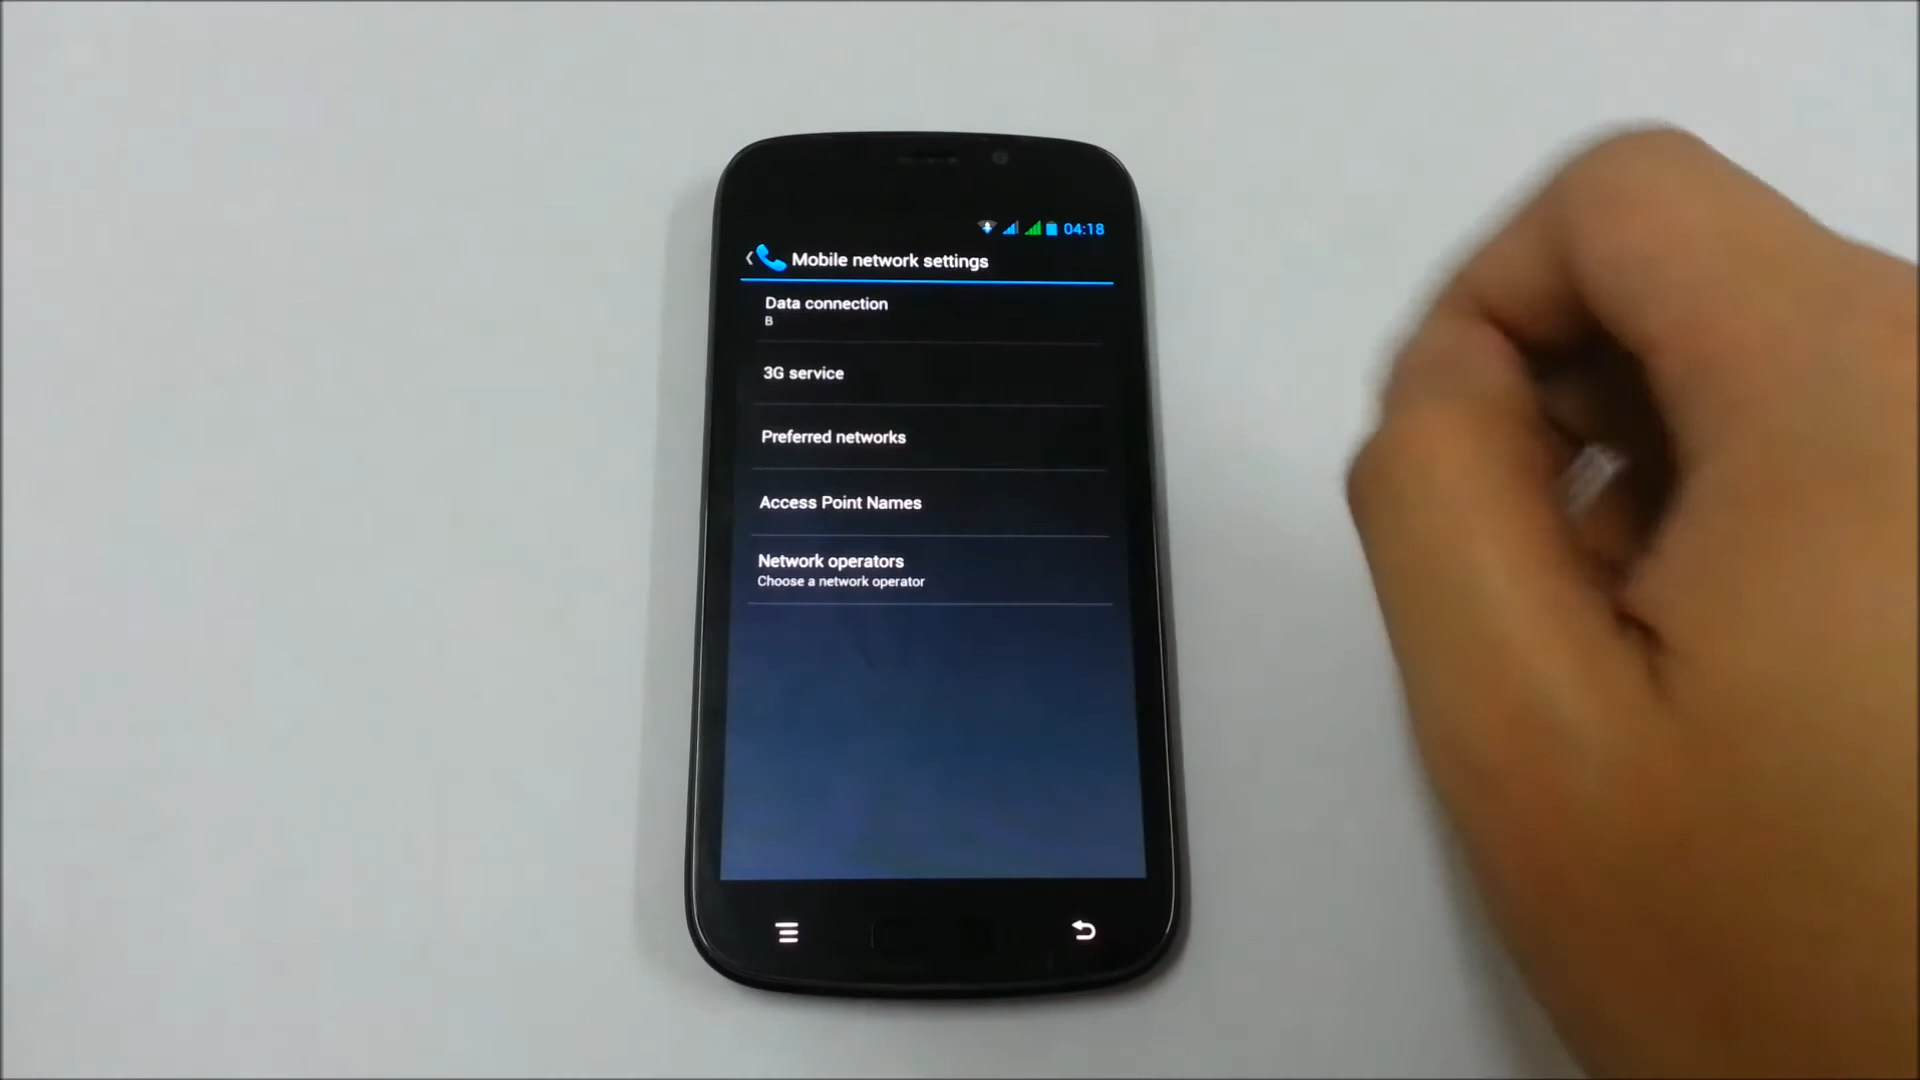 04:18
Mobile network settings
Data connection
B
3G service
Preferred networks
Access Point Names
Network operators
Choose a network operator